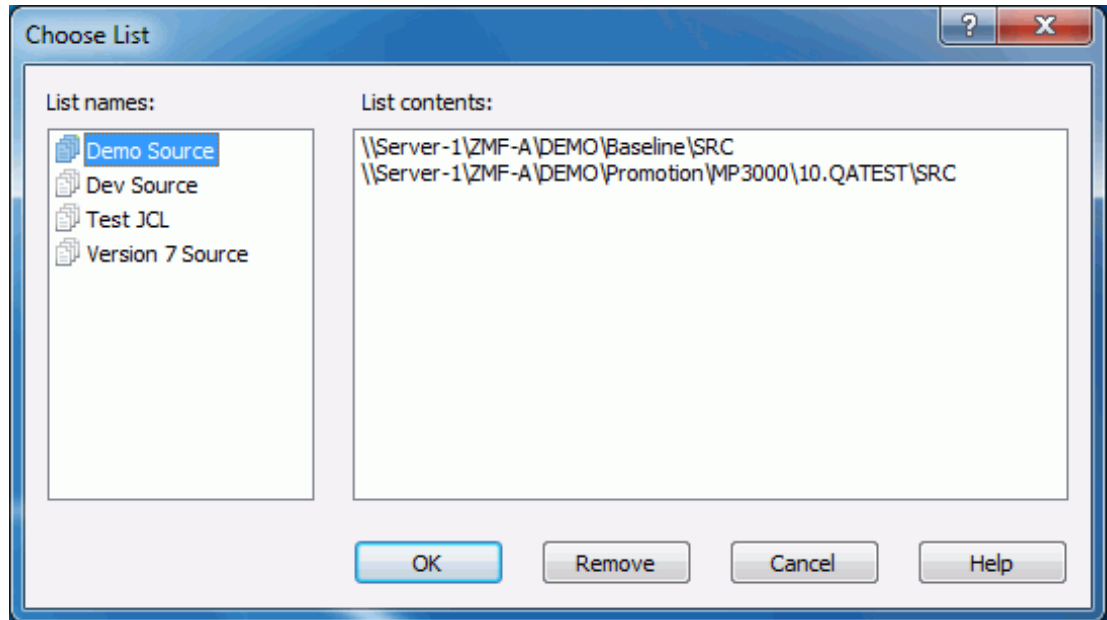 Choose List
?
X
List names:
Demo Source
Dev Source
Test JCL
Version 7 Source
List contents:
\\Server-1\ZMF-A\DEMO\Baseline\SRC
\\Server-1\ZMF-A\DEMO\Promotion\MP3000\10.QATEST\SRC
OK
Remove
Cancel
Help